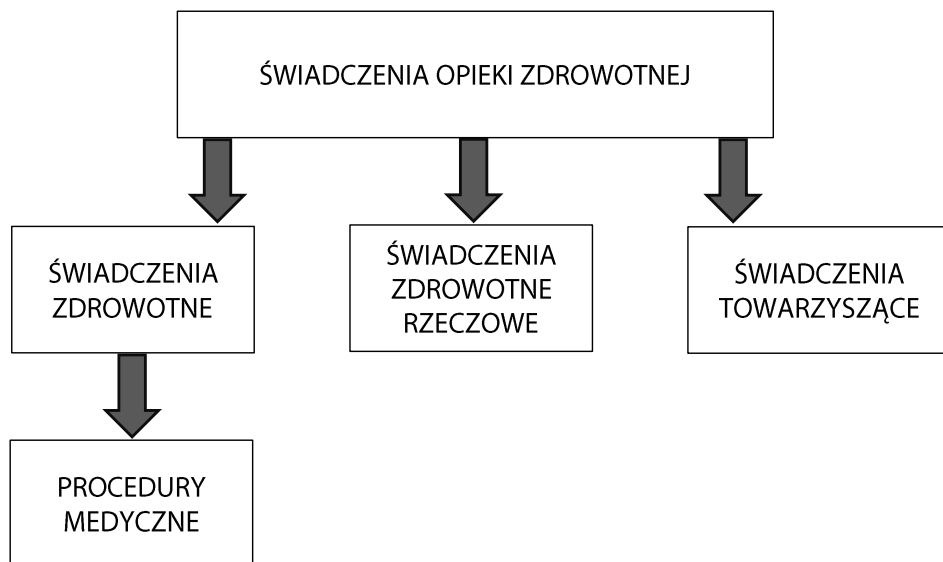 ŚWIADCZENIA OPIEKI ZDROWOTNEJ
ŚWIADCZENIA
ZDROWOTNE
ŚWIADCZENIA
ZDROWOTNE
RZECZOWE
ŚWIADCZENIA
TOWARZYSZĄCE
PROCEDURY
MEDYCZNE